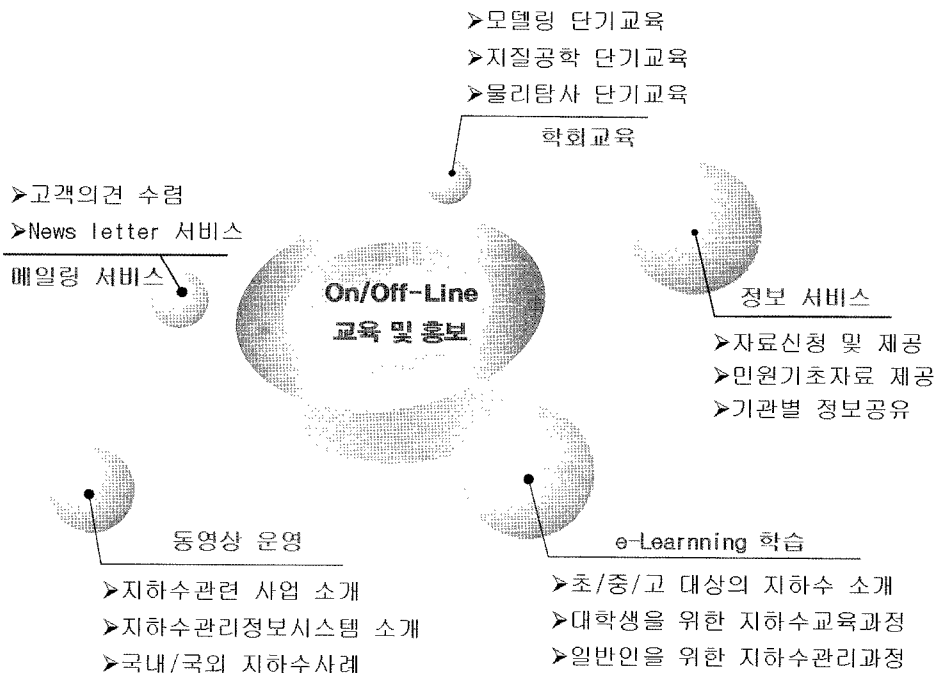 ➢모델링 단기교육
➢지질공학 단기교육
➢물리탐사 단기교육
학회교육
➢고객의견 수렴
➢News letter 서비스
메일링 서비스
On/Off-Line
교육 및 홍보
정보 서비스
➢자료신청 및 제공
➢민원기초자료 제공
➢기관별 정보공유
동영상 운영
➢지하수관련 사업 소개
➢지하수관리정보시스템 소개
➢국내/국외 지하수사례
e-Learnning 학습
➢초/중/고 대상의 지하수 소개
➢대학생을 위한 지하수교육과정
➢일반인을 위한 지하수관리과정